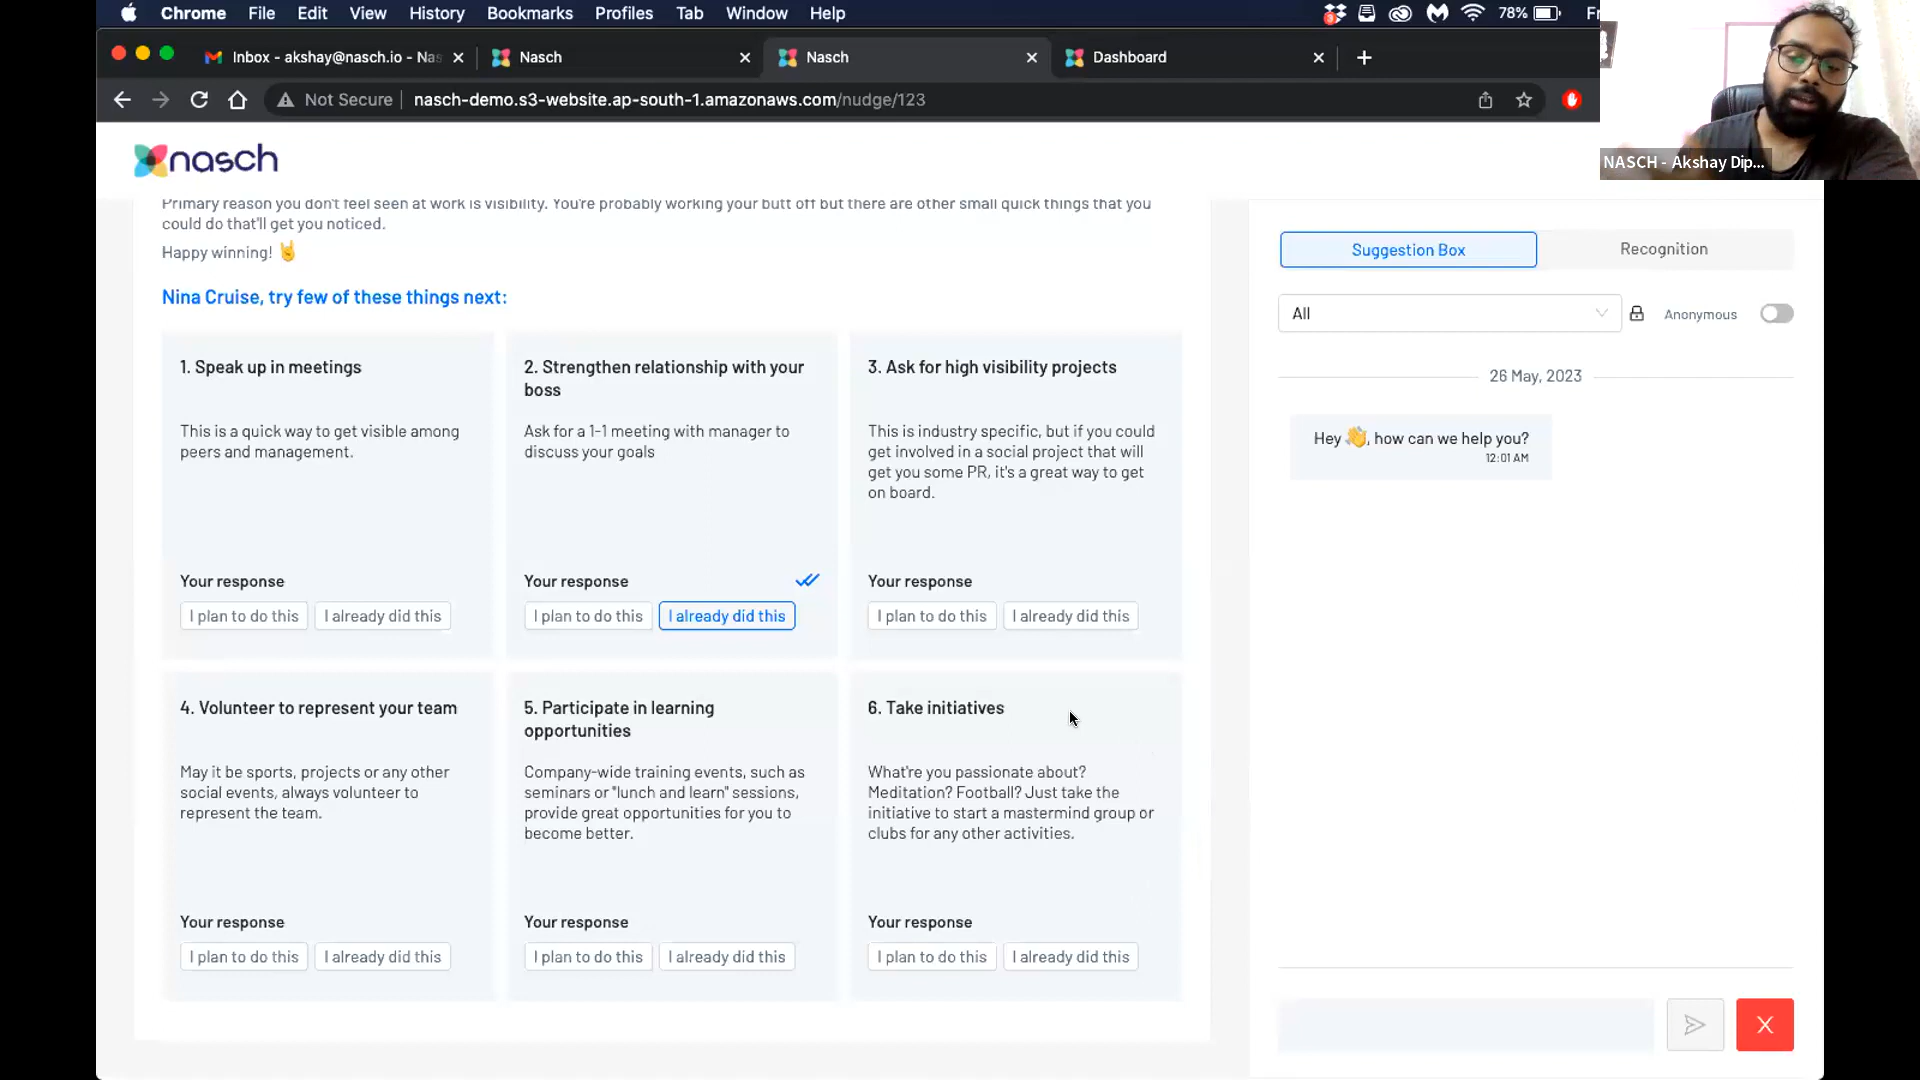 Chrome File Edit View History Bookmarks Profiles Tab Window Help
3
78%
Inbox - akshay@nasch.io - Nas
Nasch
Nasch
Dashboard
Not Secure
nasch-demo.s3-website.ap-south-1.amazonaws.com/nudge/123
NASCH - Akshay Dip...
nasch
Primary reason you don't feel seen at work is visibility. You're probably working your butt off but there are other small quick things that you
could do that'll get you noticed.
Happy winning! 🤘
Nina Cruise, try few of these things next:
1. Speak up in meetings
This is a quick way to get visible among
peers and management.
Your response
I plan to do this
I already did this
2. Strengthen relationship with your
boss
Ask for a 1-1 meeting with manager to
discuss your goals
Your response
I plan to do this
I already did this
3. Ask for high visibility projects
This is industry specific, but if you could
get involved in a social project that will
get you some PR, it's a great way to get
on board.
Your response
I plan to do this
I already did this
4. Volunteer to represent your team
May it be sports, projects or any other
social events, always volunteer to
represent the team.
Your response
I plan to do this
I already did this
5. Participate in learning
opportunities
Company-wide training events, such as
seminars or "lunch and learn" sessions,
provide great opportunities for you to
become better.
Your response
I plan to do this
I already did this
6. Take initiatives
What're you passionate about?
Meditation? Football? Just take the
initiative to start a mastermind group or
clubs for any other activities.
Your response
I plan to do this
I already did this
Suggestion Box
Recognition
All
Anonymous
26 May, 2023
Hey 👋, how can we help you?
12:01 AM
X